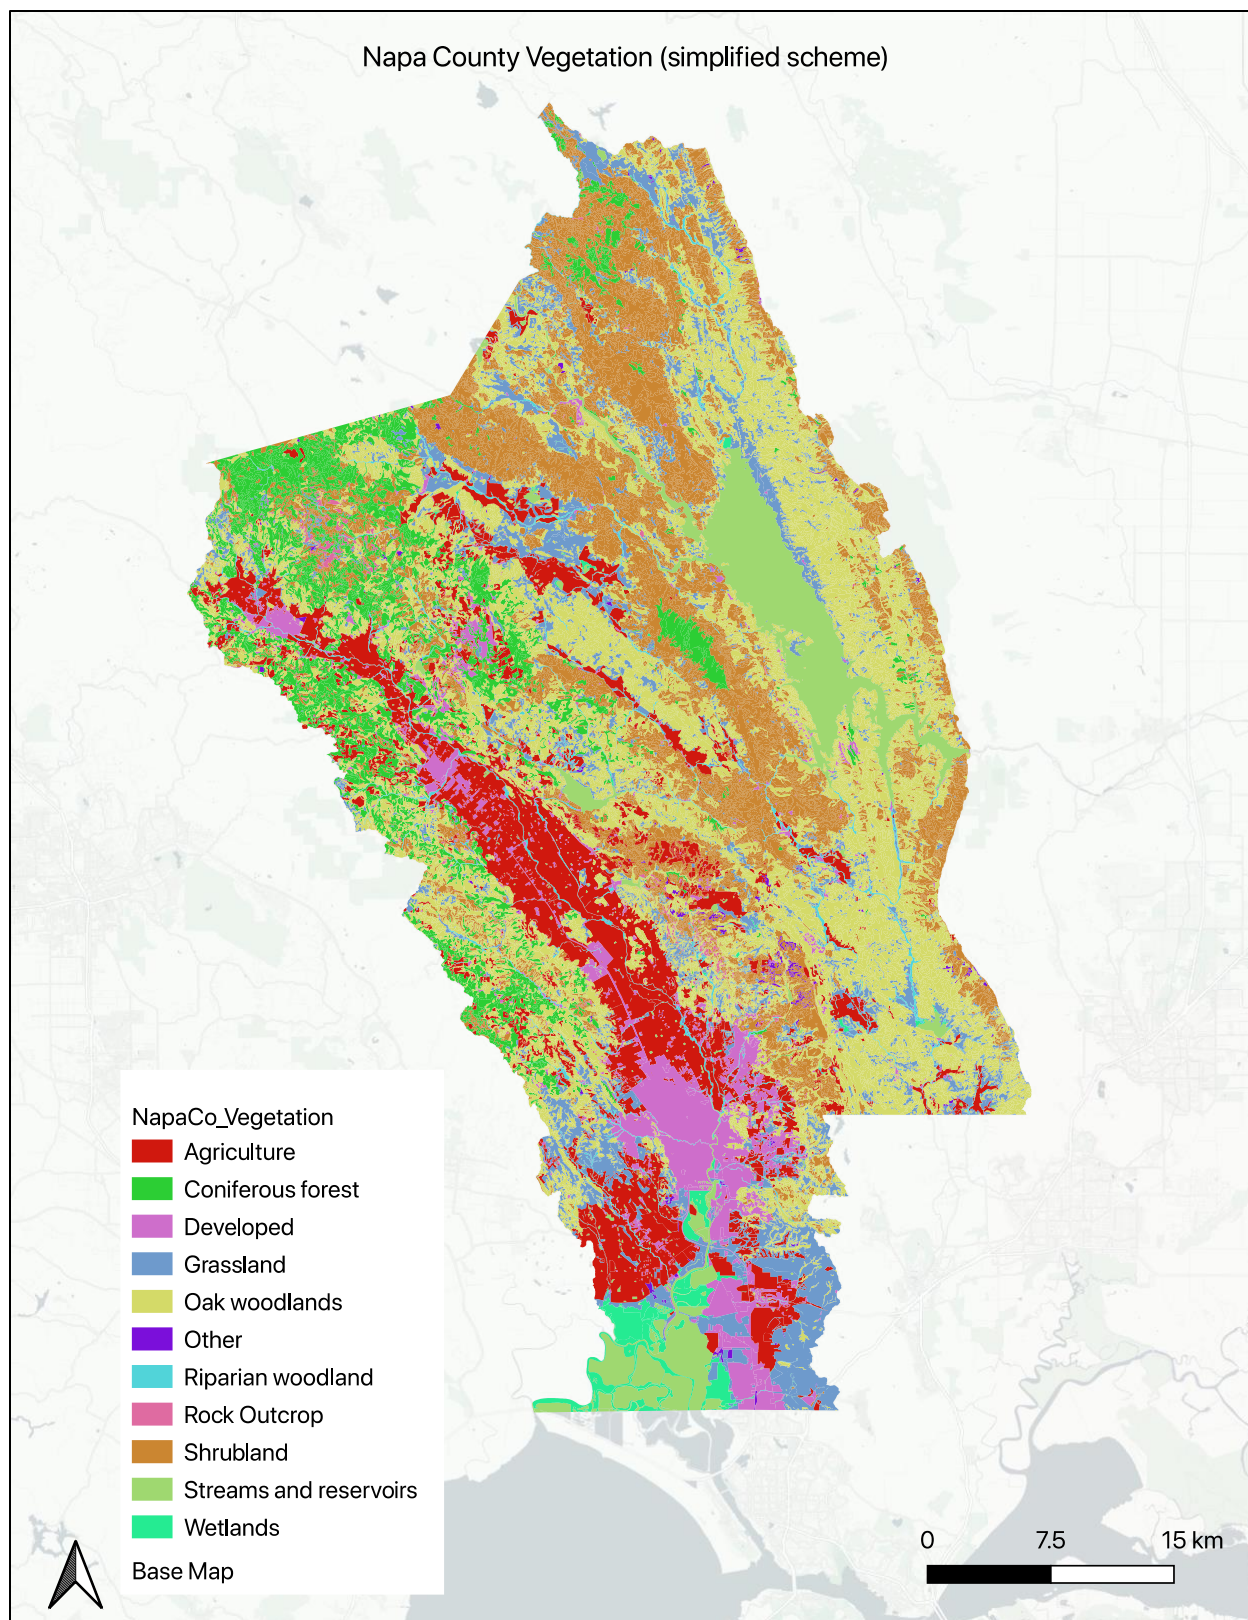 Napa County Vegetation (simplified scheme)
NapaCo_Vegetation
Agriculture
Coniferous forest
Developed
Grassland
Oak woodlands
Other
Riparian woodland
Rock Outcrop
Shrubland
Streams and reservoirs
Wetlands
Base Map
0 7.5 15 km